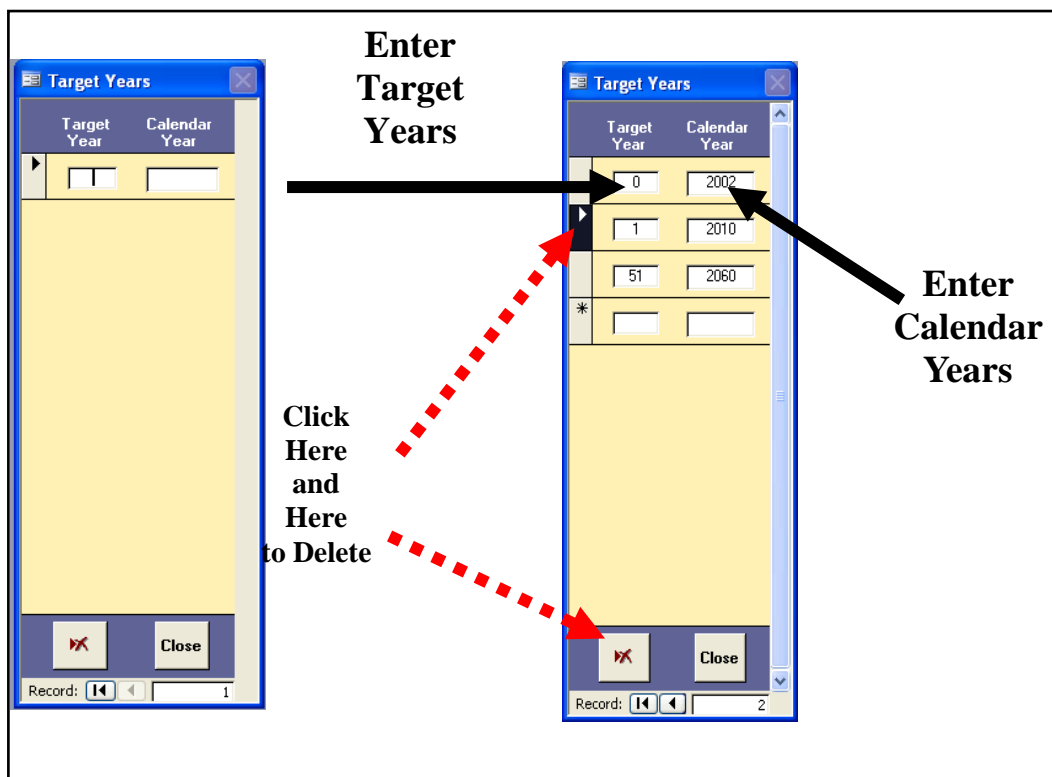 Enter
Target
Years
Target Years
Target Calendar
Year Year
Record: 1
Close
Target Years
Target Calendar
Year Year
0 2002
1 2010
51 2060
*
Enter
Calendar
Years
Click
Here
and
Here
to Delete
Close
Record: 2